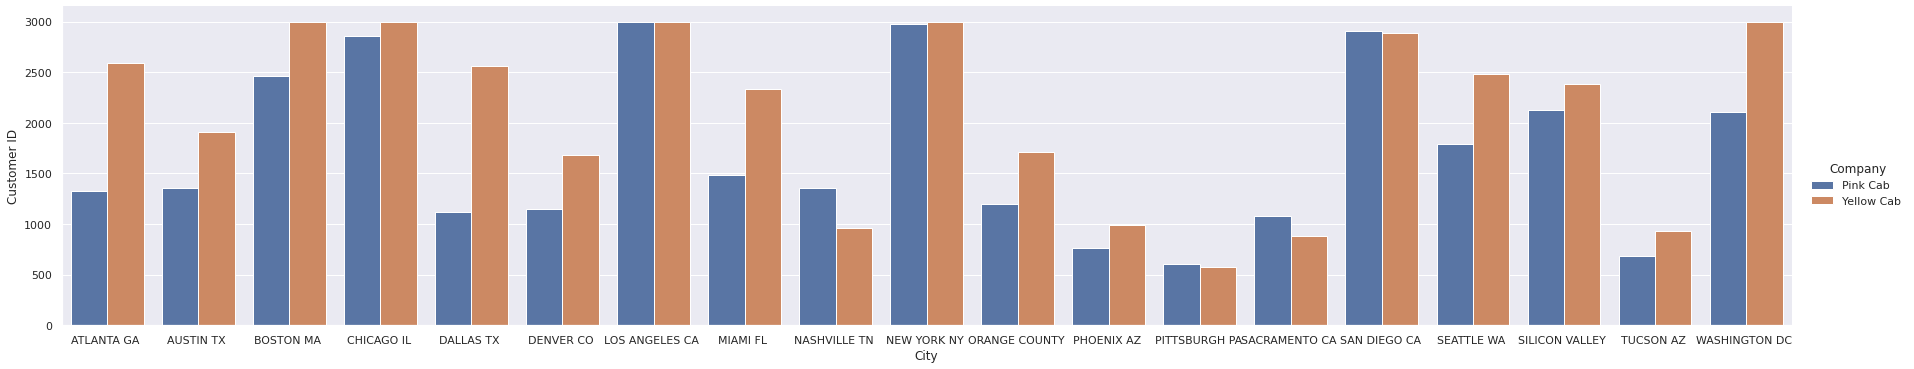 3000
2500
2000
1500
1000
500
0
Customer ID
ATLANTA GA AUSTIN TX BOSTON MA CHICAGO IL DALLAS TX DENVER CO LOS ANGELES CA MIAMI FL NASHVILLE TN NEW YORK NY ORANGE COUNTY PHOENIX AZ PITTSBURGH PA SACRAMENTO CA SAN DIEGO CA SEATTLE WA SILICON VALLEY TUCSON AZ WASHINGTON DC
City
Company
Pink Cab
Yellow Cab